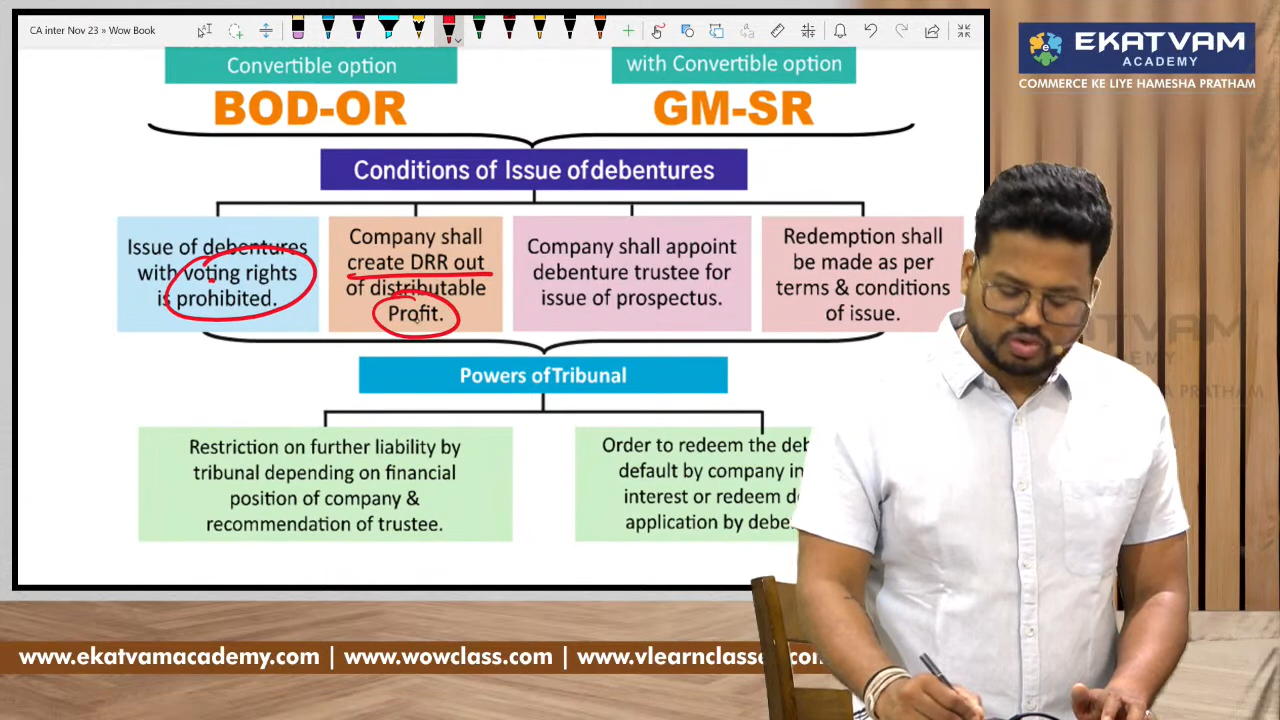 CA inter Nov 23 » Wow Book
EKATVAM
ACADEMY
COMMERCE KE LIYE HAMESHA PRATHAM
Convertible option
with Convertible option
BOD-OR
GM-SR
Conditions of Issue of debentures
Issue of debentures
with voting rights
is prohibited.
Company shall
create DRR out
of distributable
Profit.
Company shall appoint
debenture trustee for
issue of prospectus.
Redemption shall
be made as per
terms & conditions
of issue.
Powers of Tribunal
Restriction on further liability by
tribunal depending on financial
position of company &
recommendation of trustee.
Order to redeem the
default by company in
interest or redeem
application by
www.ekatvamacademy.com | www.wowclass.com |